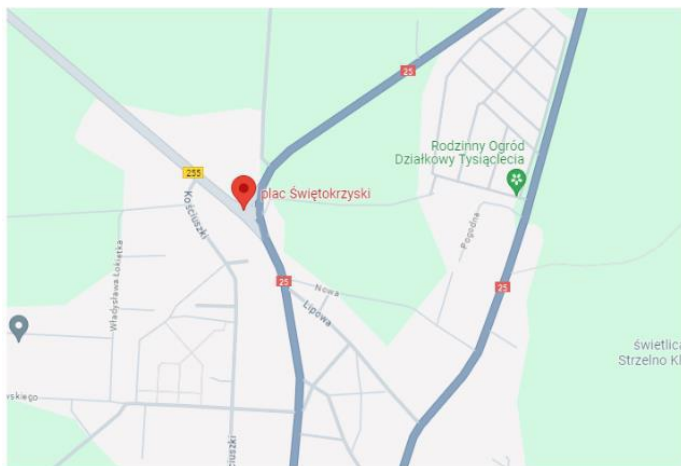 25
Rodzinny Ogród
Działkowy Tysiąclecia
255
plac Świętokrzyski
Kościuszki
Pogodna
Władysława Łokietka
25
Nowa
25
Lipowa
świetlica
Strzelno Kl
wskiego
Kościuszki